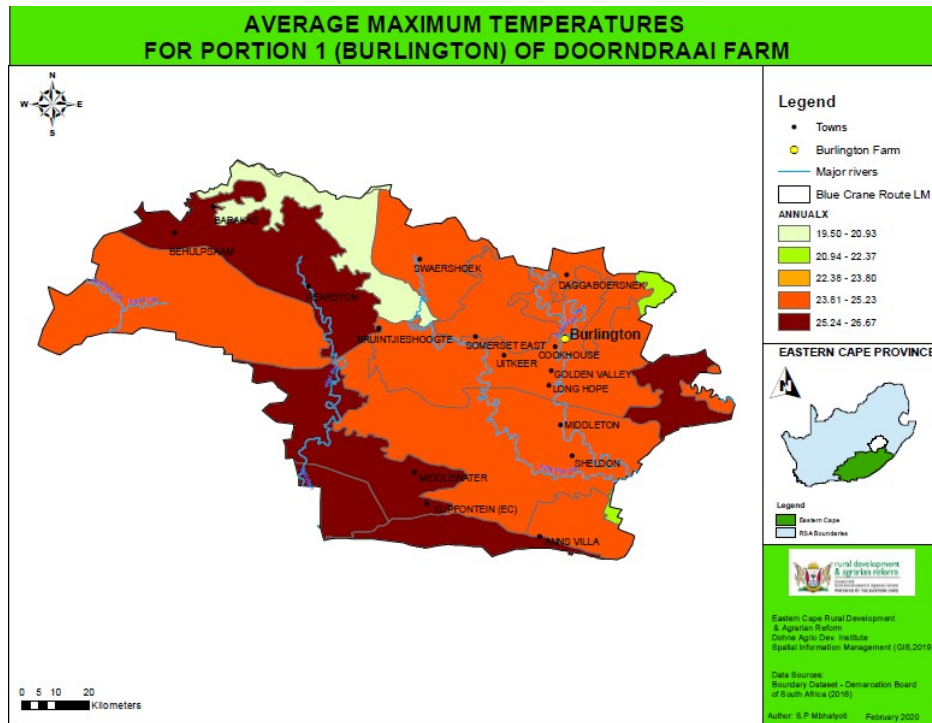 AVERAGE MAXIMUM TEMPERATURES
FOR PORTION 1 (BURLINGTON) OF DOORNDRAAI FARM
N
W
E
S
BARAKKE
BEHULPSAAM
PEARSTON
SWAERSHOEK
DAGGABOERSNEK
BRUINTJIESHOOGTE
SOMERSET EAST
Burlington
COOKHOUSE
UITKEER
GOLDEN VALLEY
LONG HOPE
MIDDLETON
SHELDON
MIDDLEWATER
KLIPFONTEIN (EC)
ANNS VILLA
0 5 10 20
Kilometers
Legend
Towns
Burlington Farm
Major rivers
Blue Crane Route LM
ANNUALX
19.50 - 20.93
20.94 - 22.37
22.38 - 23.80
23.81 - 25.23
25.24 - 26.67
EASTERN CAPE PROVINCE
N
Legend
Eastern Cape
RSA Boundaries
rural development
& agrarian reform
Eastern Cape Rural Development
& Agrarian Reform
Dohne Agric Dev. Institute
Spatial Information Management (GIS,2019
Data Sources:
Boundary Dataset - Demarcation Board
of South Africa (2016)
Author: S.P Mbhatyoti February 2020